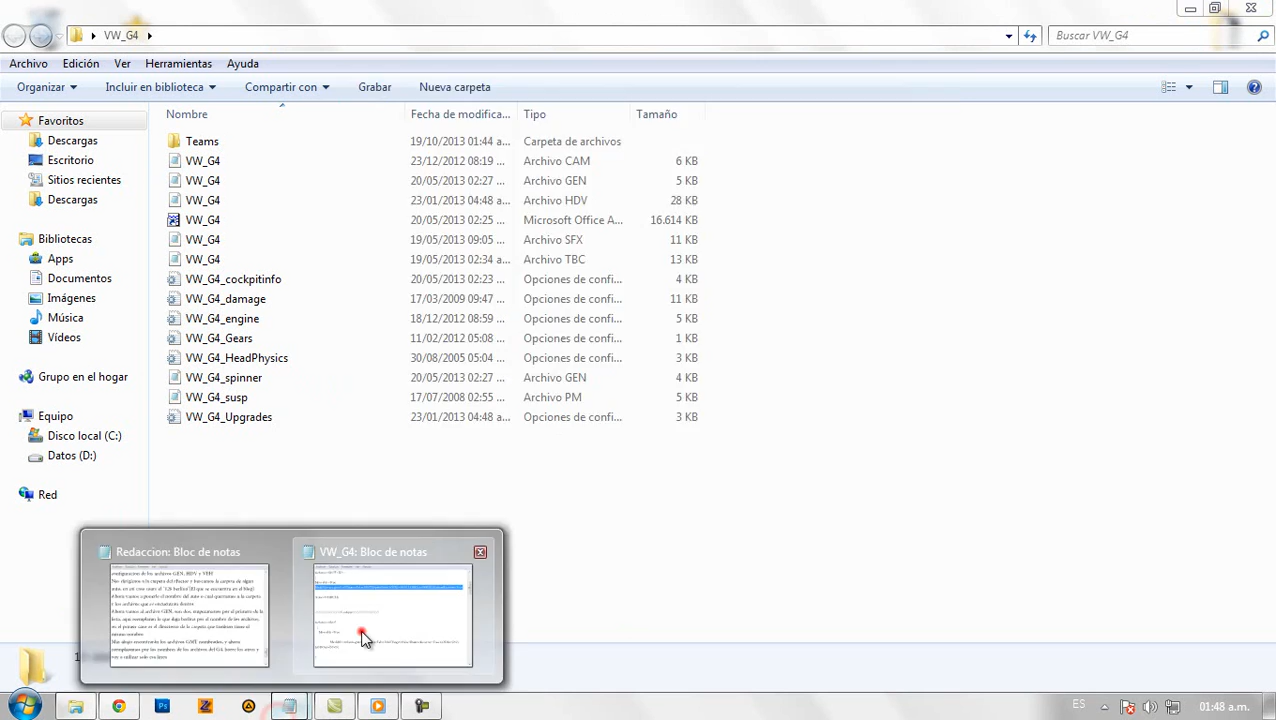 VW_G4
Buscar VW_G4
Archivo Edición Ver Herramientas Ayuda
Organizar Incluir en biblioteca Compartir con Grabar Nueva carpeta
Nombre Fecha de modifica... Tipo Tamaño
Favoritos
Descargas
Escritorio
Sitios recientes
Descargas
Bibliotecas
Apps
Documentos
Imágenes
Música
Vídeos
Grupo en el hogar
Equipo
Disco local (C:)
Datos (D:)
Red
Teams 19/10/2013 01:44 a... Carpeta de archivos
VW_G4 23/12/2012 08:19 ... Archivo CAM 6 KB
VW_G4 20/05/2013 02:27 ... Archivo GEN 5 KB
VW_G4 23/01/2013 04:48 a... Archivo HDV 28 KB
VW_G4 20/05/2013 02:25 ... Microsoft Office A... 16.614 KB
VW_G4 19/05/2013 09:05 ... Archivo SFX 11 KB
VW_G4 19/05/2013 02:34 a... Archivo TBC 13 KB
VW_G4_cockpitinfo 20/05/2013 02:23 ... Opciones de confi... 4 KB
VW_G4_damage 17/03/2009 09:47 ... Opciones de confi... 11 KB
VW_G4_engine 18/12/2012 08:59 ... Opciones de confi... 5 KB
VW_G4_Gears 11/02/2012 05:08 ... Opciones de confi... 1 KB
VW_G4_HeadPhysics 30/08/2005 05:04 ... Opciones de confi... 3 KB
VW_G4_spinner 20/05/2013 02:27 ... Archivo GEN 4 KB
VW_G4_susp 17/07/2008 02:55 ... Archivo PM 5 KB
VW_G4_Upgrades 23/01/2013 04:48 a... Opciones de confi... 3 KB
Redaccion: Bloc de notas
VW_G4: Bloc de notas
ES
01:48 a.m.